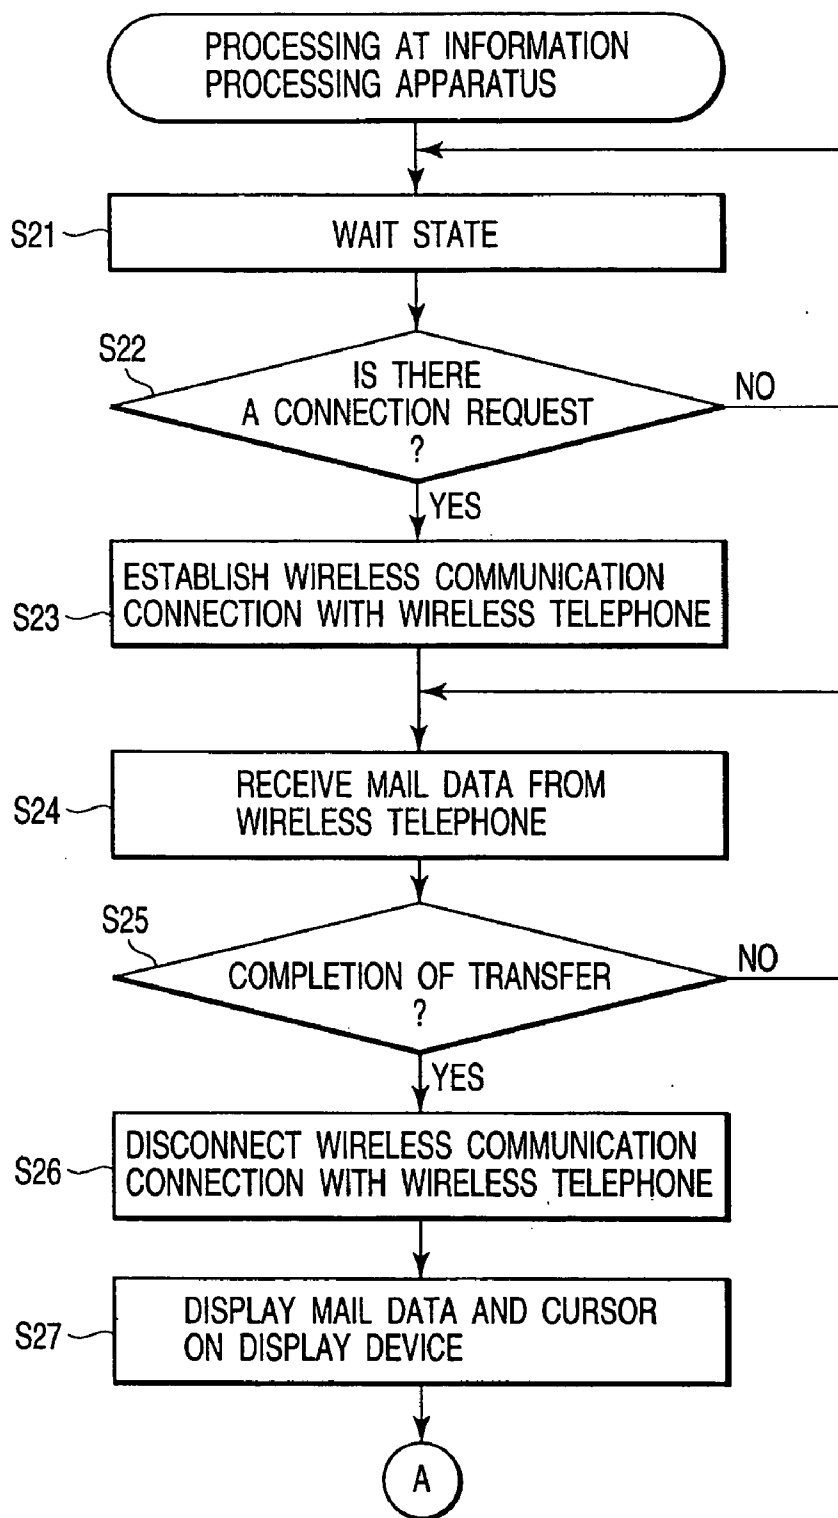 PROCESSING AT INFORMATION
PROCESSING APPARATUS
S21
WAIT STATE
S22
IS THERE
A CONNECTION REQUEST
?
NO
YES
S23
ESTABLISH WIRELESS COMMUNICATION
CONNECTION WITH WIRELESS TELEPHONE
S24
RECEIVE MAIL DATA FROM
WIRELESS TELEPHONE
S25
COMPLETION OF TRANSFER
?
NO
YES
S26
DISCONNECT WIRELESS COMMUNICATION
CONNECTION WITH WIRELESS TELEPHONE
S27
DISPLAY MAIL DATA AND CURSOR
ON DISPLAY DEVICE
A